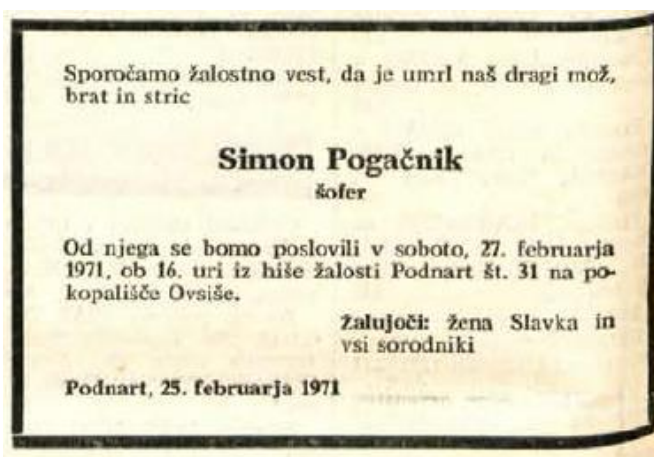 Sporočamo žalostno vest, da je umrl naš dragi mož,
brat in stric
Simon Pogačnik
šofer
Od njega se bomo poslovili v soboto, 27. februarja
1971, ob 16. uri iz hiše žalosti Podnart št. 31 na po-
kopališče Ovsiše.
Žalujoči: žena Slavka in
vsi sorodniki
Podnart, 25. februarja 1971